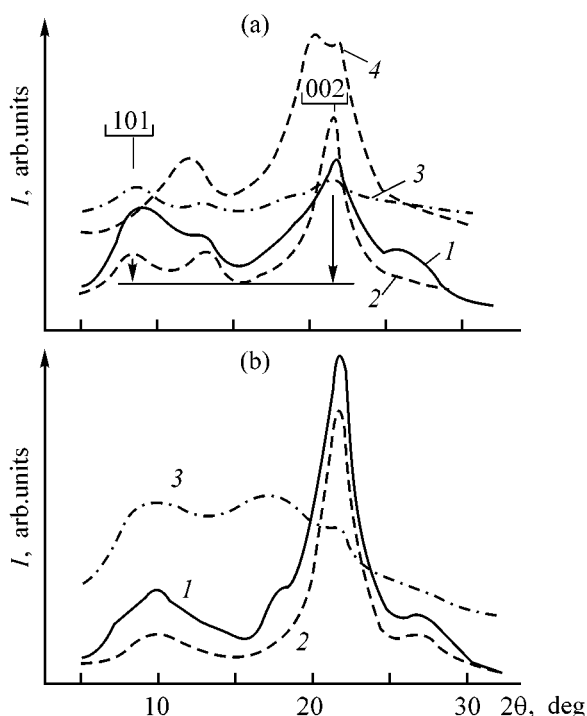 (a)
I, arb.units
101
002
4
3
1
2
(b)
I, arb.units
3
1
2
10 20 30 2θ, deg